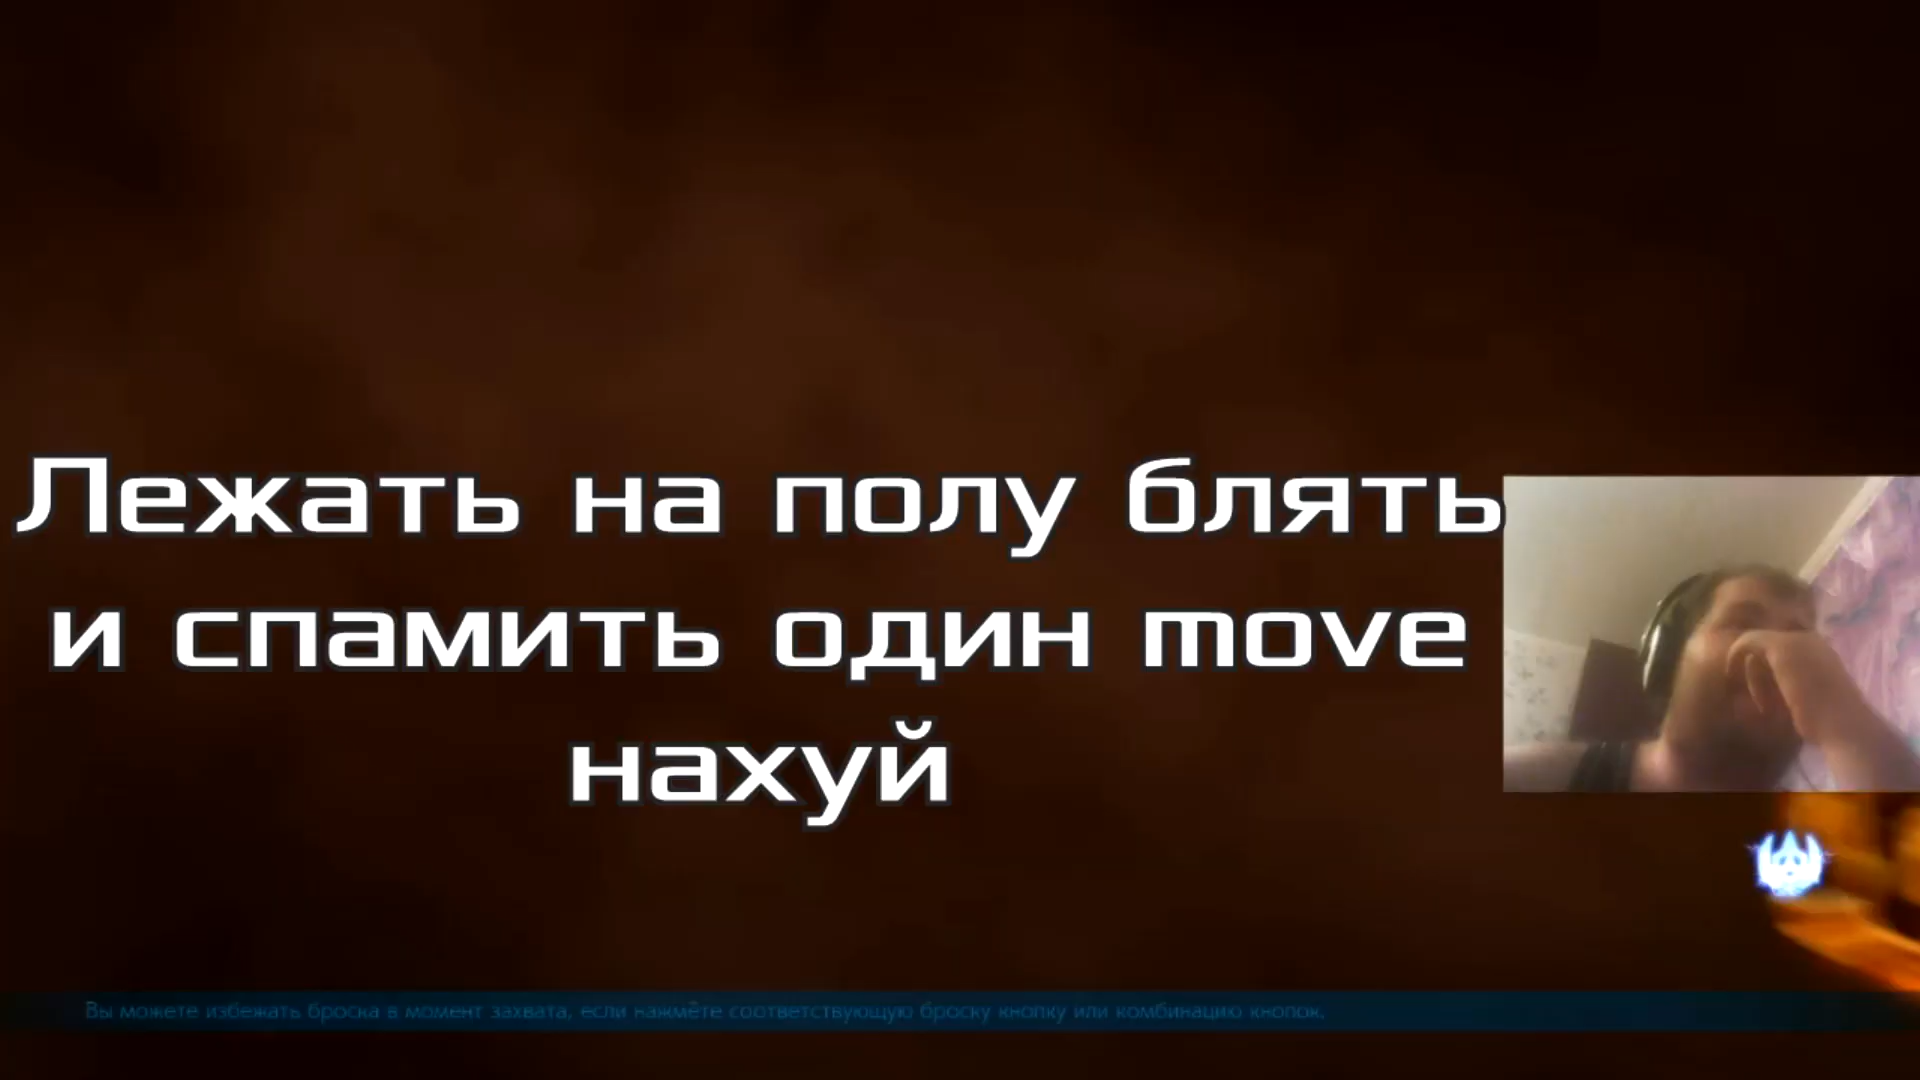 Лежать на полу блять
и спамить один move
нахуй
Вы можете избежать броска в момент захвата, если нажмёте соответствующую броску кнопку или комбинацию кнопок.